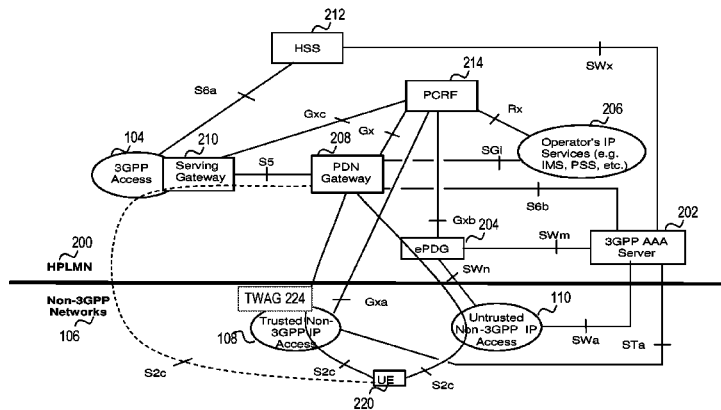 212
HSS
SWx
S6a
214
PCRF
Gxc
Gx
Rx
206
Operator's IP
Services (e.g.
IMS, PSS, etc.)
104
210
208
3GPP
Access
Serving
Gateway
S5
PDN
Gateway
SGi
S6b
202
3GPP AAA
Server
Gxb
204
ePDG
SWm
SWn
200
HPLMN
Non-3GPP
Networks
106
TWAG 224
Gxa
108
Trusted Non-
3GPP IP
Access
110
Untrusted
Non-3GPP IP
Access
SWa
STa
S2c
S2c
UE
S2c
220